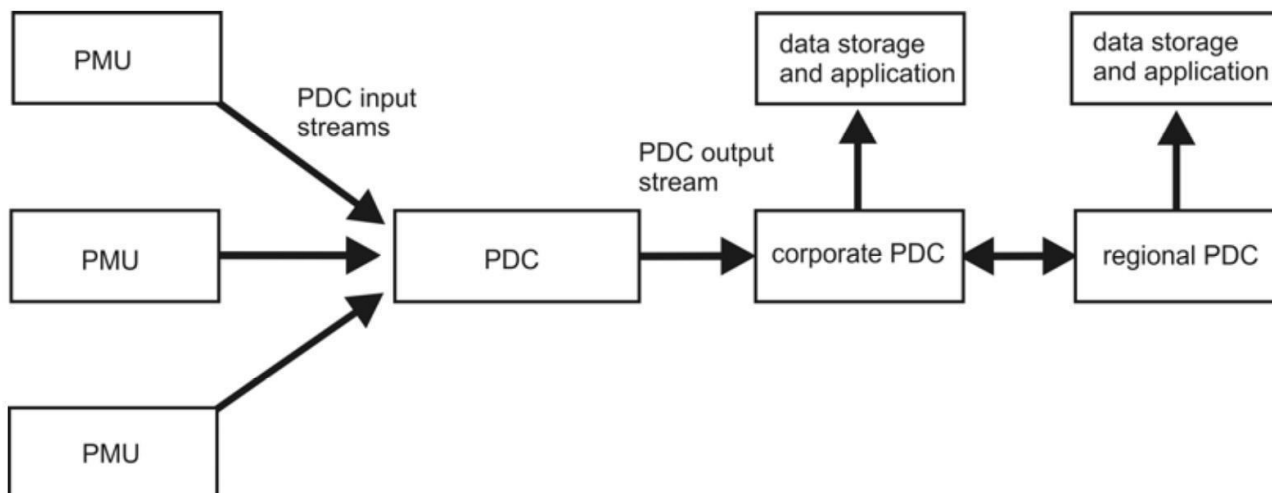 PMU
PDC input
streams
PMU
PMU
PDC
PDC output
stream
data storage
and application
corporate PDC
data storage
and application
regional PDC